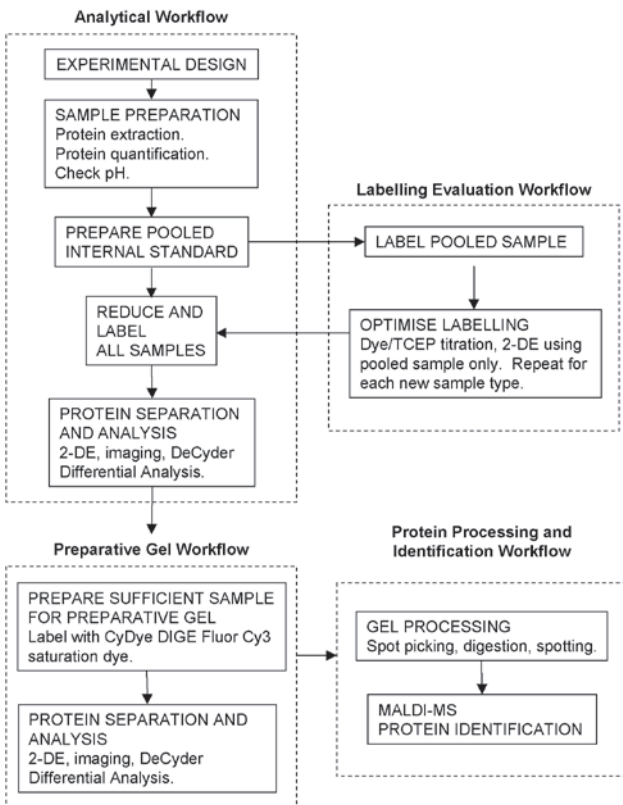 Analytical Workflow
EXPERIMENTAL DESIGN
SAMPLE PREPARATION
Protein extraction.
Protein quantification.
Check pH.
PREPARE POOLED
INTERNAL STANDARD
REDUCE AND
LABEL
ALL SAMPLES
PROTEIN SEPARATION
AND ANALYSIS
2-DE, imaging, DeCyder
Differential Analysis.
Labelling Evaluation Workflow
LABEL POOLED SAMPLE
OPTIMISE LABELLING
Dye/TCEP titration, 2-DE using
pooled sample only. Repeat for
each new sample type.
Preparative Gel Workflow
PREPARE SUFFICIENT SAMPLE
FOR PREPARATIVE GEL
Label with CyDye DIGE Fluor Cy3
saturation dye.
PROTEIN SEPARATION AND
ANALYSIS
2-DE, imaging, DeCyder
Differential Analysis.
Protein Processing and
Identification Workflow
GEL PROCESSING
Spot picking, digestion, spotting.
MALDI-MS
PROTEIN IDENTIFICATION